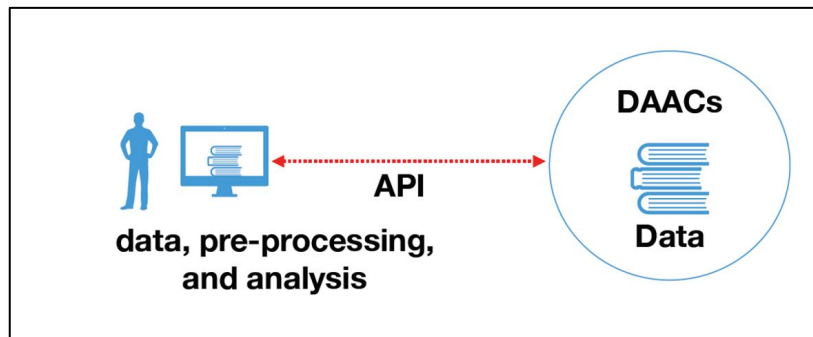 DAACs
API
Data
data, pre-processing,
and analysis